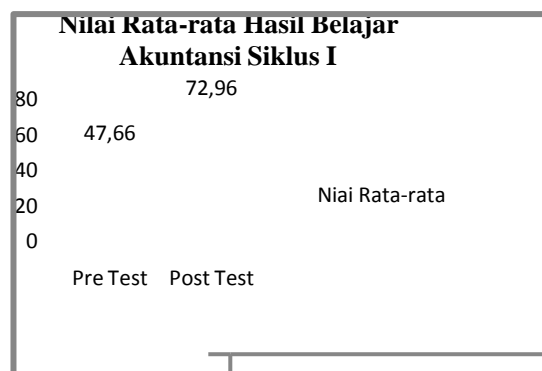 Nilai Rata-rata Hasil Belajar
Akuntansi Siklus I
72,96
80
60
47,66
40
20
Niai Rata-rata
0
Pre Test Post Test